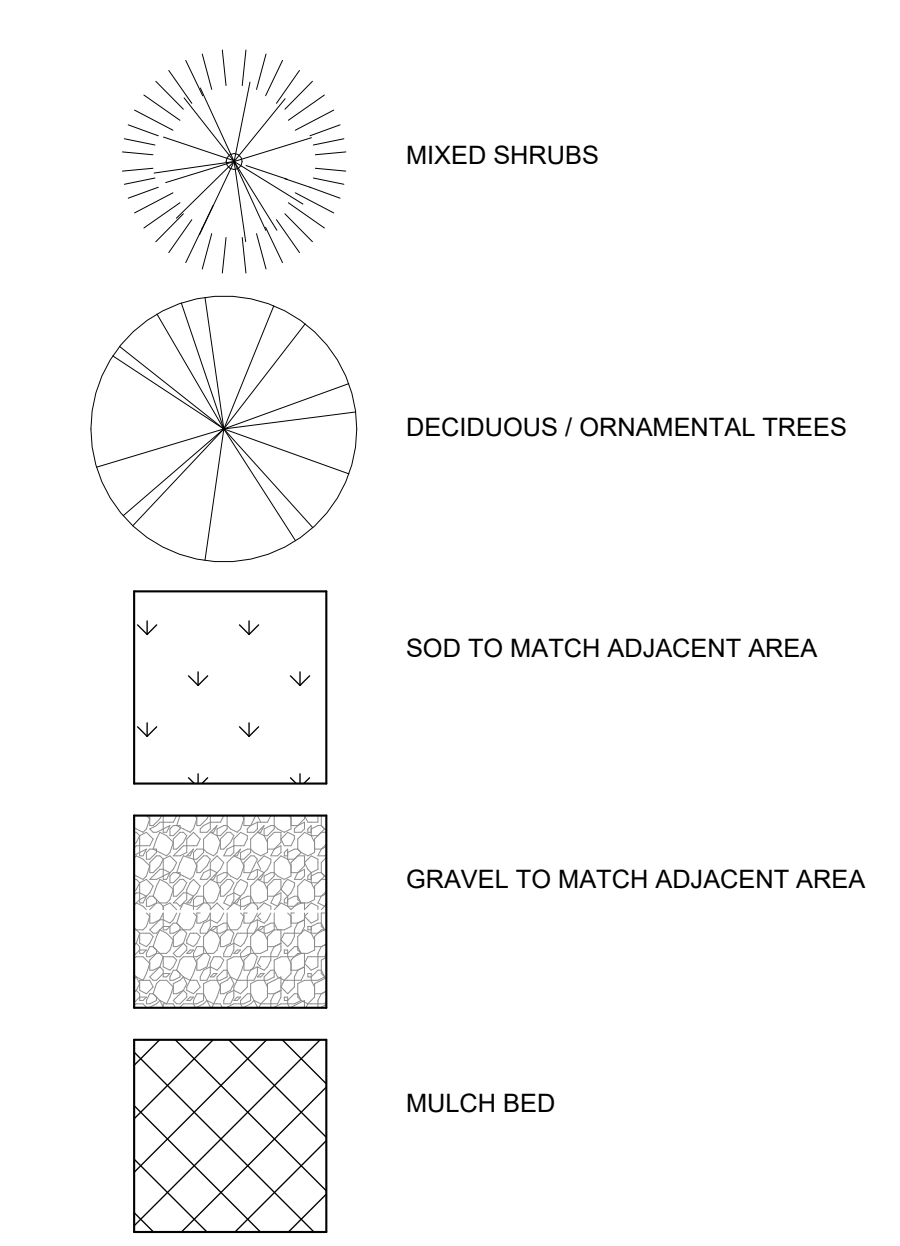 MIXED SHRUBS
DECIDUOUS / ORNAMENTAL TREES
SOD TO MATCH ADJACENT AREA
GRAVEL TO MATCH ADJACENT AREA
MULCH BED